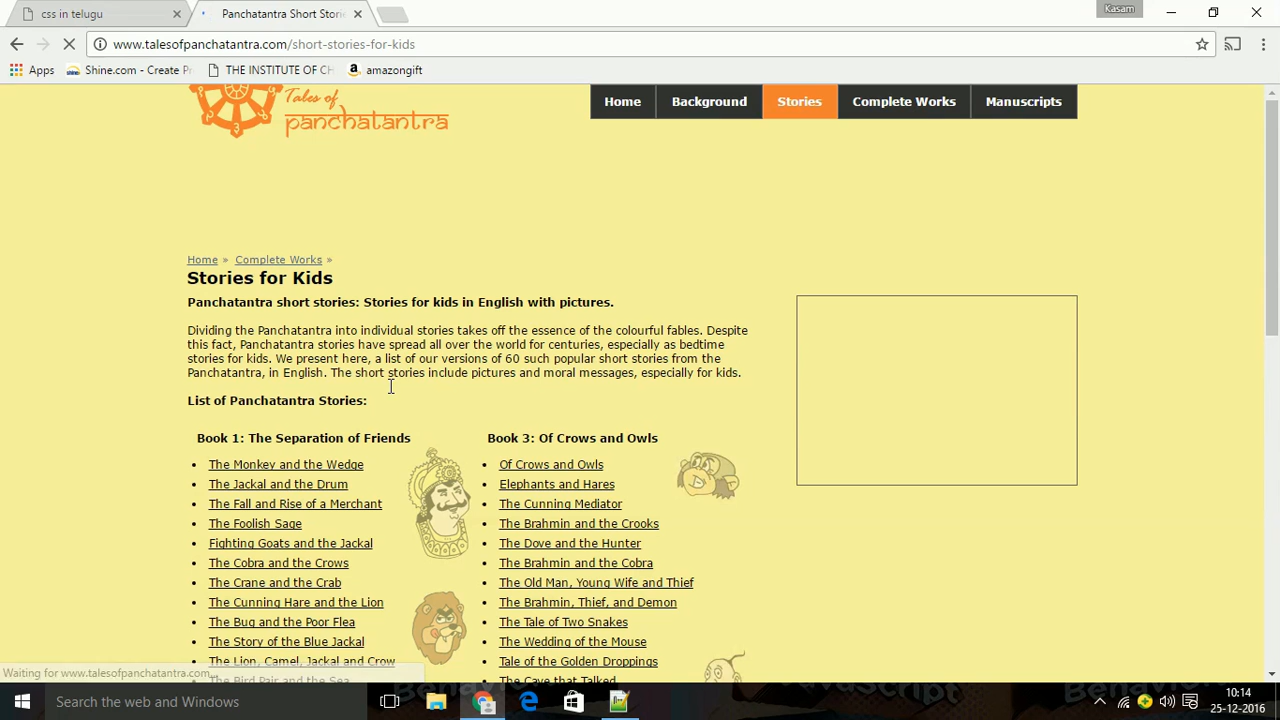 css in telugu
Panchatantra Short Stori
Kasam
www.talesofpanchatantra.com/short-stories-for-kids
Apps
Shine.com - Create Pr
THE INSTITUTE OF CH
amazongift
Tales of
panchatantra
Home
Background
Stories
Complete Works
Manuscripts
Home » Complete Works »
Stories for Kids
Panchatantra short stories: Stories for kids in English with pictures.
Dividing the Panchatantra into individual stories takes off the essence of the colourful fables. Despite
this fact, Panchatantra stories have spread all over the world for centuries, especially as bedtime
stories for kids. We present here, a list of our versions of 60 such popular short stories from the
Panchatantra, in English. The short stories include pictures and moral messages, especially for kids.
List of Panchatantra Stories:
Book 1: The Separation of Friends
The Monkey and the Wedge
The Jackal and the Drum
The Fall and Rise of a Merchant
The Foolish Sage
Fighting Goats and the Jackal
The Cobra and the Crows
The Crane and the Crab
The Cunning Hare and the Lion
The Bug and the Poor Flea
The Story of the Blue Jackal
The Lion, Camel, Jackal and Crow
The Bird Pair and the Sea
Book 3: Of Crows and Owls
Of Crows and Owls
Elephants and Hares
The Cunning Mediator
The Brahmin and the Crooks
The Dove and the Hunter
The Brahmin and the Cobra
The Old Man, Young Wife and Thief
The Brahmin, Thief, and Demon
The Tale of Two Snakes
The Wedding of the Mouse
Tale of the Golden Droppings
The Cave that Talked
Waiting for www.talesofpanchatantra.com...
Search the web and Windows
10:14
25-12-2016